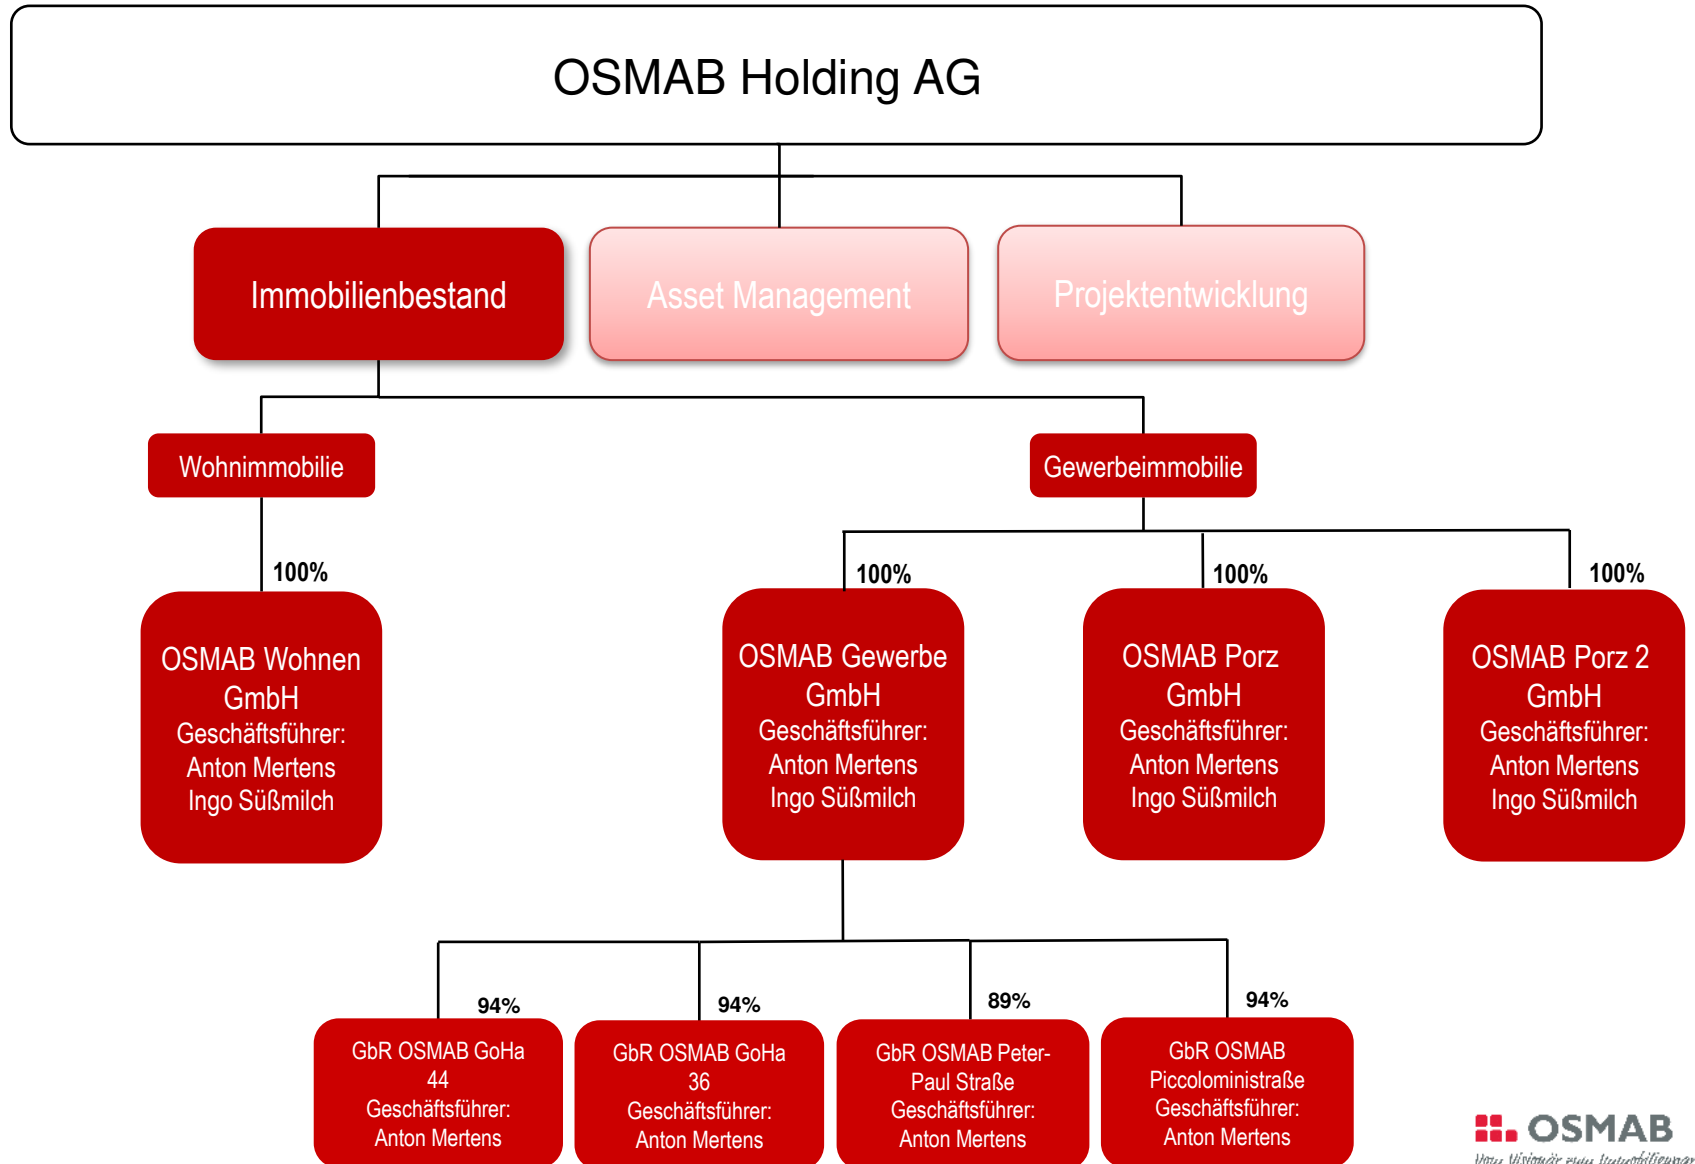 OSMAB Holding AG
Immobilienbestand
Asset Management
Projektentwicklung
Wohnimmobilie
Gewerbeimmobilie
100%
100%
100%
100%
OSMAB Wohnen
GmbH
Geschäftsführer:
Anton Mertens
Ingo Süßmilch
OSMAB Gewerbe
GmbH
Geschäftsführer:
Anton Mertens
Ingo Süßmilch
OSMAB Porz
GmbH
Geschäftsführer:
Anton Mertens
Ingo Süßmilch
OSMAB Porz 2
GmbH
Geschäftsführer:
Anton Mertens
Ingo Süßmilch
94%
94%
89%
94%
GbR OSMAB GoHa
44
Geschäftsführer:
Anton Mertens
GbR OSMAB GoHa
36
Geschäftsführer:
Anton Mertens
GbR OSMAB Peter-
Paul Straße
Geschäftsführer:
Anton Mertens
GbR OSMAB
Piccoloministraße
Geschäftsführer:
Anton Mertens
OSMAB
Vom Visionär zum